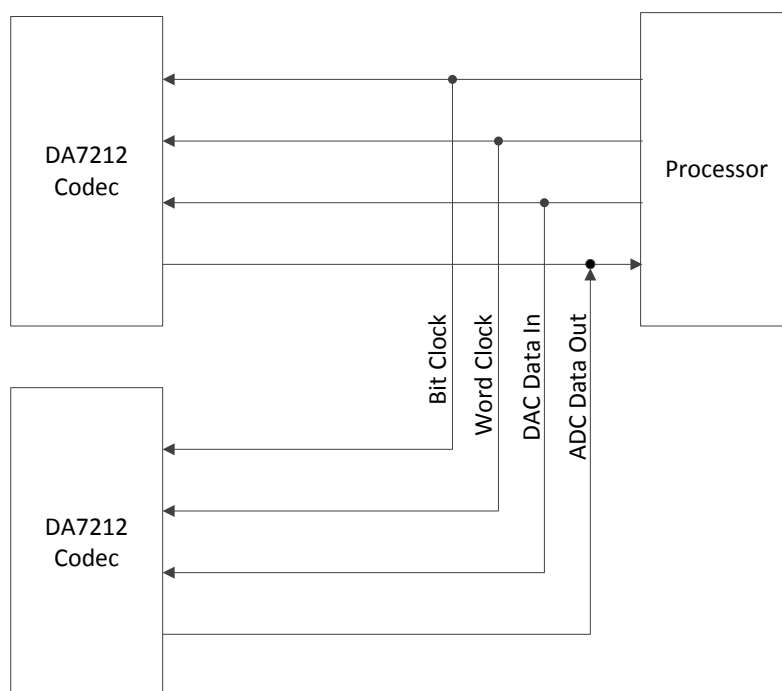 DA7212
Codec
Processor
Bit Clock
Word Clock
DAC Data In
ADC Data Out
DA7212
Codec